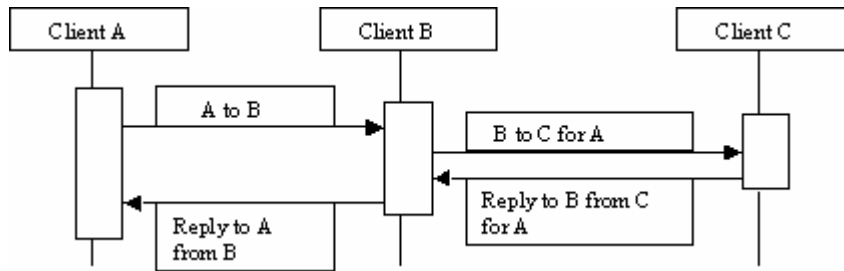 Client A
Client B
Client C
A to B
B to C for A
Reply to A
from B
Reply to B from C
for A